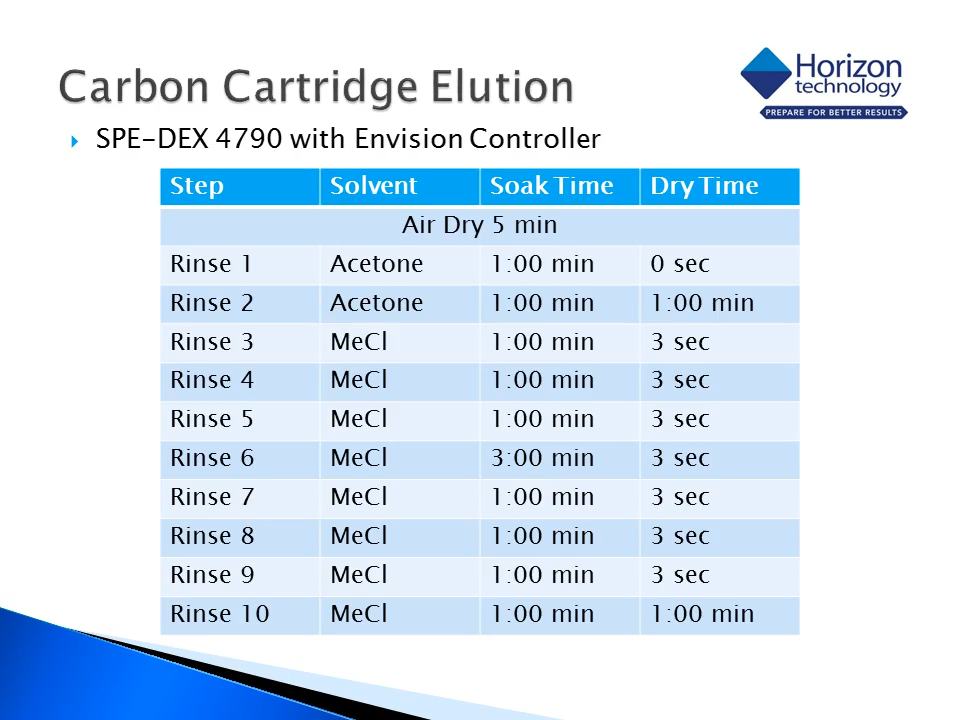 Carbon Cartridge Elution
Horizon
technology
PREPARE FOR BETTER RESULTS
SPE-DEX 4790 with Envision Controller
Step Solvent Soak Time Dry Time
Air Dry 5 min
Rinse 1 Acetone 1:00 min 0 sec
Rinse 2 Acetone 1:00 min 1:00 min
Rinse 3 MeCl 1:00 min 3 sec
Rinse 4 MeCl 1:00 min 3 sec
Rinse 5 MeCl 1:00 min 3 sec
Rinse 6 MeCl 3:00 min 3 sec
Rinse 7 MeCl 1:00 min 3 sec
Rinse 8 MeCl 1:00 min 3 sec
Rinse 9 MeCl 1:00 min 3 sec
Rinse 10 MeCl 1:00 min 1:00 min